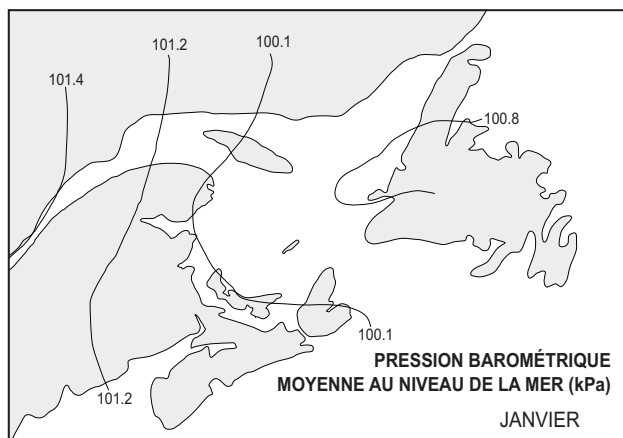 101.2
100.1
101.4
100.8
100.1
PRESSION BAROMÉTRIQUE
MOYENNE AU NIVEAU DE LA MER (kPa)
101.2
JANVIER